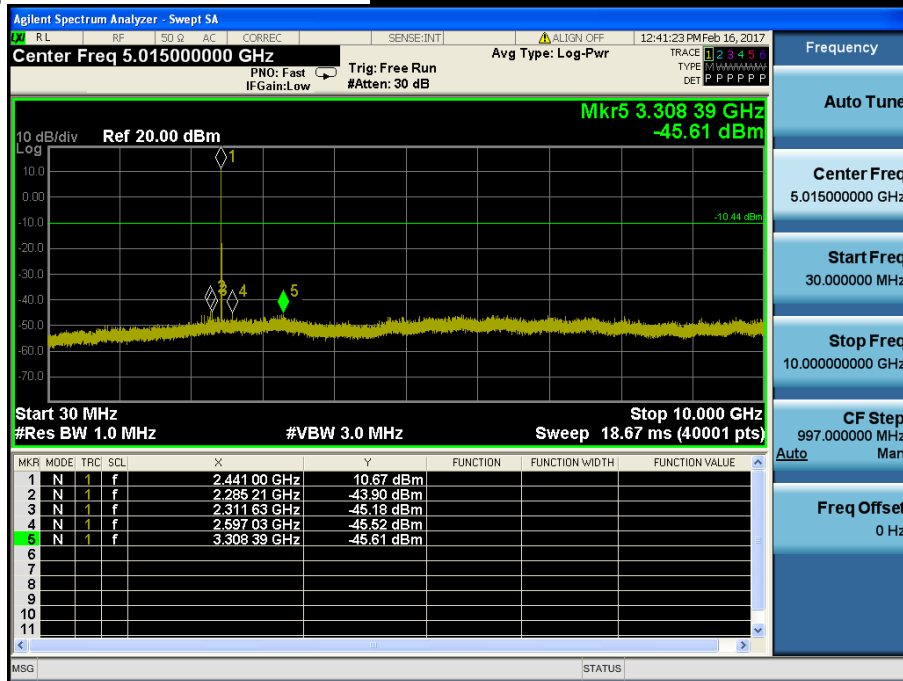 Agilent Spectrum Analyzer - Swept SA
LXI RL RF 50 Ω AC CORREC SENSE:INT ALIGN OFF 12:41:23 PM Feb 16, 2017
Center Freq 5.015000000 GHz
PNO: Fast
IFGain:Low
Trig: Free Run
#Atten: 30 dB
Avg Type: Log-Pwr
TRACE 1 2 3 4 5 6
TYPE M W W W W W
DET P P P P P P
Mkr5 3.308 39 GHz
-45.61 dBm
10 dB/div Ref 20.00 dBm
Log
1
10.0
0.00
-10.0
-10.44 dBm
-20.0
-30.0
3 4 5
-40.0
-50.0
-60.0
-70.0
Start 30 MHz Stop 10.000 GHz
#Res BW 1.0 MHz #VBW 3.0 MHz Sweep 18.67 ms (40001 pts)
MKR MODE TRC SCL X Y FUNCTION FUNCTION WIDTH FUNCTION VALUE
1 N 1 f 2.441 00 GHz 10.67 dBm
2 N 1 f 2.285 21 GHz -43.90 dBm
3 N 1 f 2.311 63 GHz -45.18 dBm
4 N 1 f 2.597 03 GHz -45.52 dBm
5 N 1 f 3.308 39 GHz -45.61 dBm
6
7
8
9
10
11
MSG STATUS
Frequency
Auto Tune
Center Freq
5.015000000 GHz
Start Freq
30.000000 MHz
Stop Freq
10.000000000 GHz
CF Step
997.000000 MHz
Auto Man
Freq Offset
0 Hz